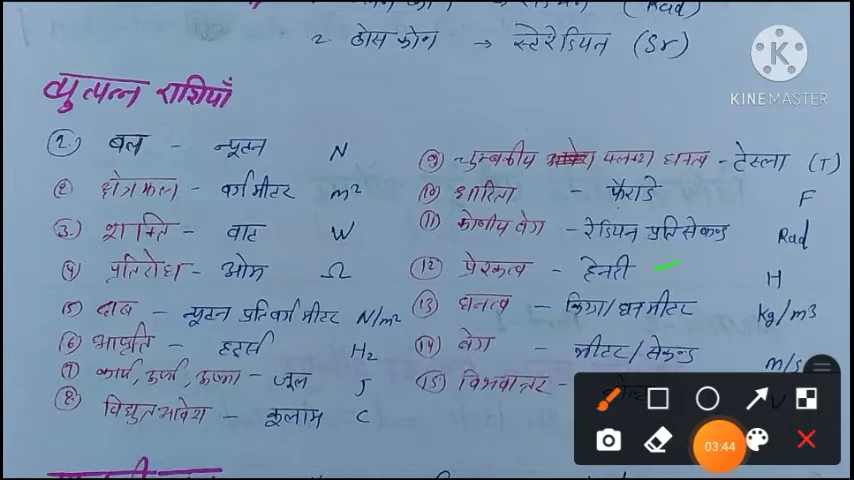 2. ठोस कोन → स्टेरेडियन (Sr)
KINEMASTER
व्युत्पन्न राशियाँ
1) बल - न्यूटन N
2) क्षेत्रफल - वर्ग मीटर m2
3. शक्ति - वाट W
4) प्रतिरोध - ओम Ω
5) दाब - न्यूटन प्रति वर्ग मीटर N/m2
6) आवृति - हर्ट्स Hz
7) कार्य, ऊर्जा, ऊष्मा - जूल J
8) विद्युत आवेश - कूलाम C
9) चुम्बकीय फ्लक्स घनत्व - टेस्ला (T)
10) धारिता - फैराडे F
11) कोणीय वेग - रेडियन प्रति सेकण्ड Rad
12) प्रेरकत्व - हेनरी H
13) घनत्व - किग्रा/घन मीटर Kg/m3
14) वेग - मीटर/सेकण्ड m/s
15) विभवान्तर - V
03:44